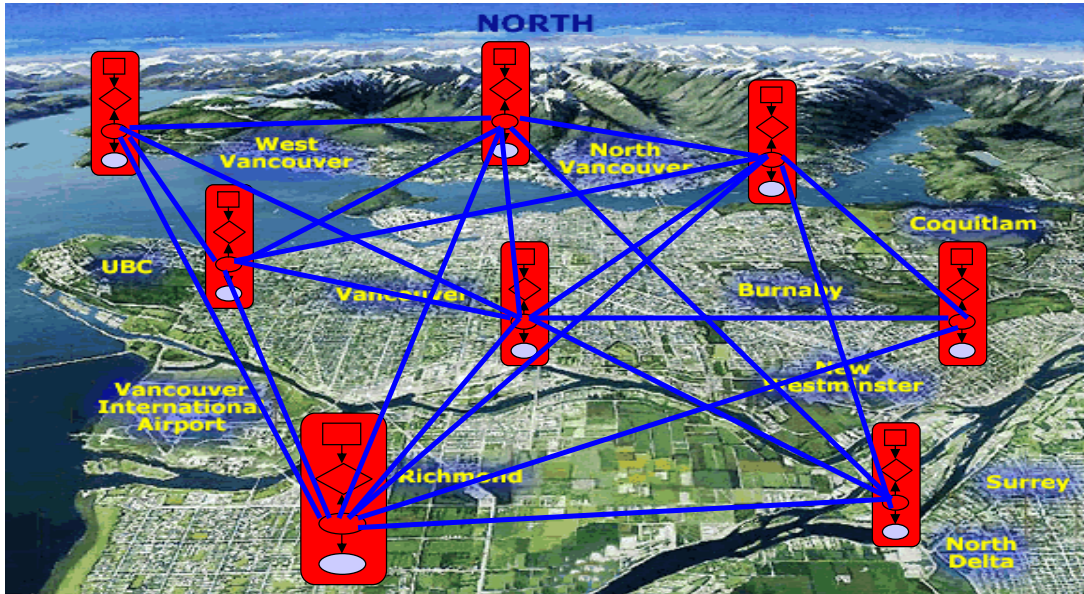 NORTH
West
Vancouver
North
Vancouver
Coquitlam
UBC
Vancouver
Burnaby
New
Westminster
Vancouver
International
Airport
Richmond
Surrey
North
Delta